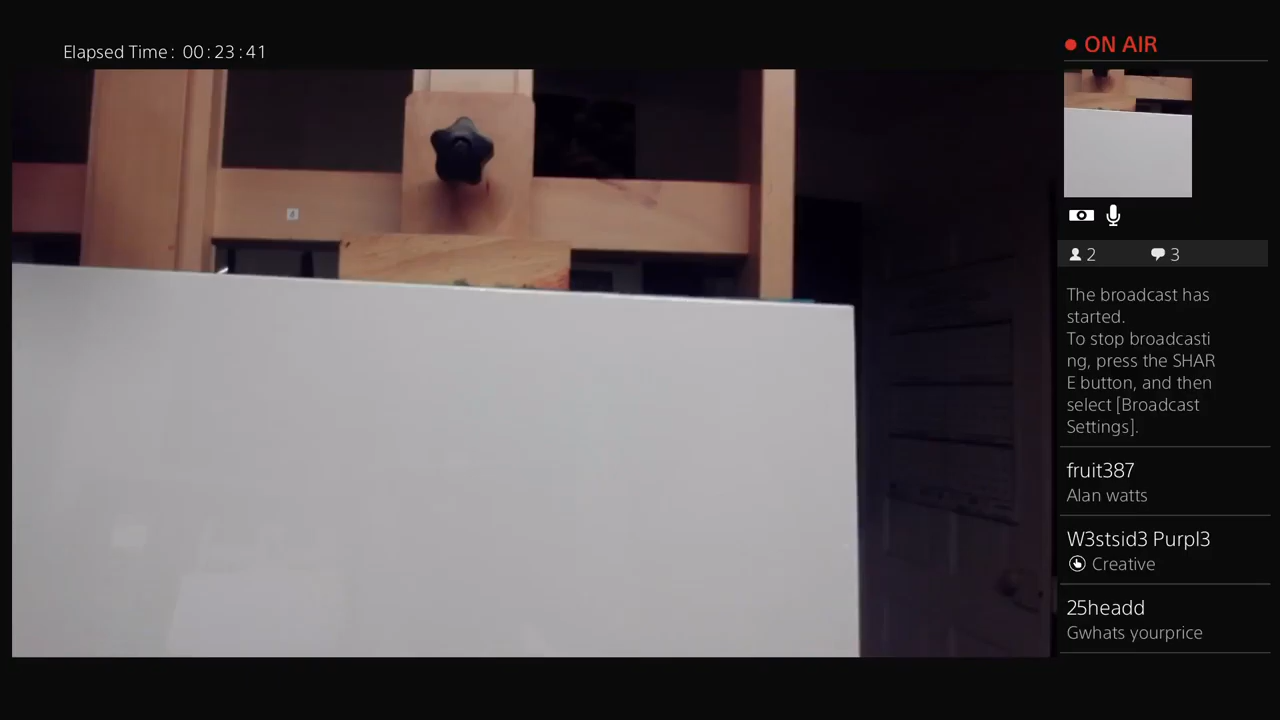 Elapsed Time: 00:23:41
ON AIR
2
3
The broadcast has
started.
To stop broadcasti
ng, press the SHAR
E button, and then
select [Broadcast
Settings].
fruit387
Alan watts
W3stsid3 Purpl3
Creative
25headd
Gwhats yourprice